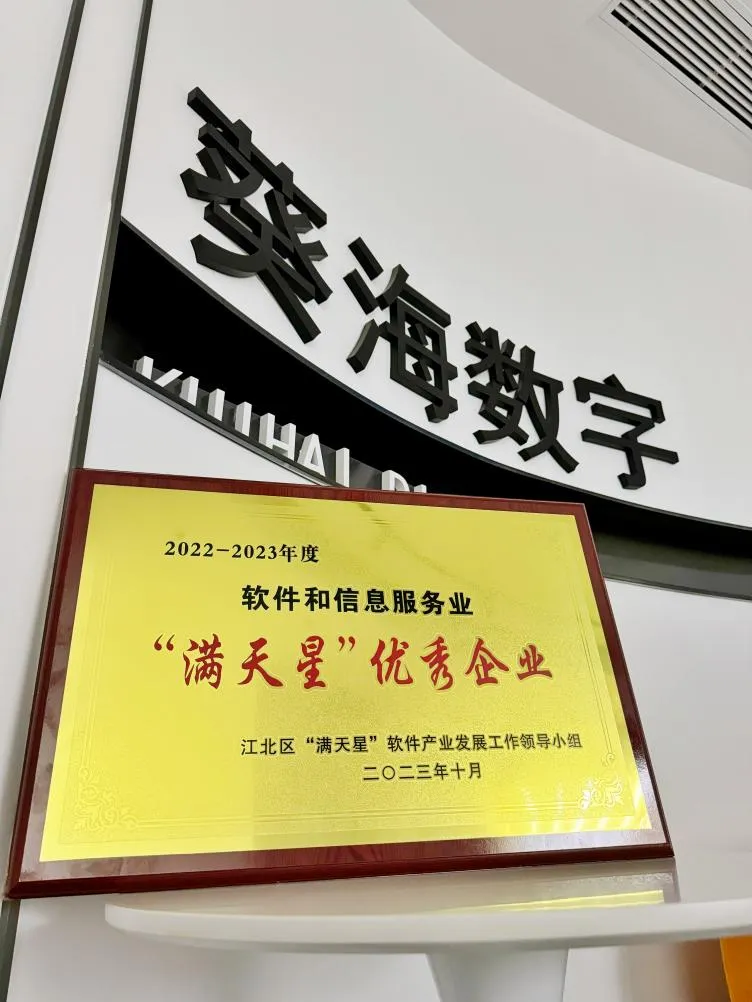 葵海数字
KUIHAI
2022-2023年度
软件和信息服务业
“满天星”优秀企业
江北区“满天星”软件产业发展工作领导小组
二〇二三年十月